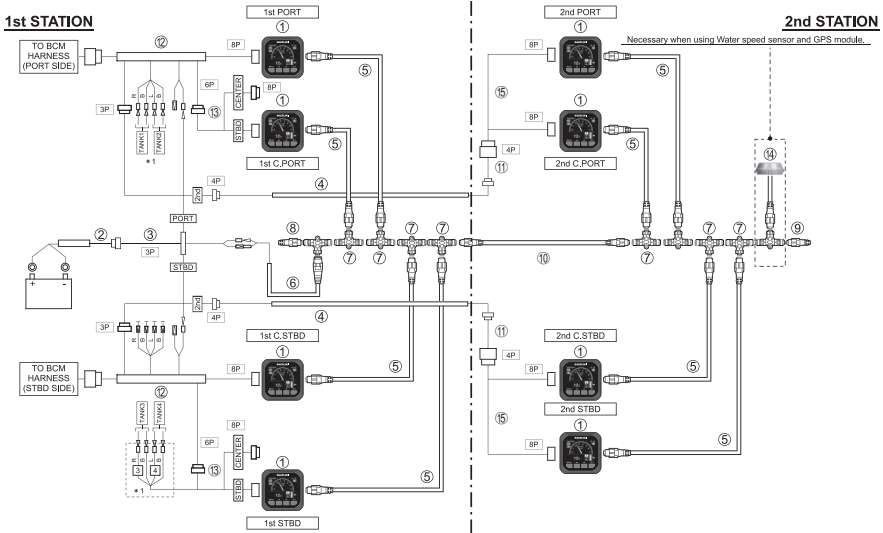 1st STATION
2nd STATION
Necessary when using Water speed sensor and GPS module.
1st PORT
2nd PORT
① ①
TO BCM
HARNESS
(PORT SIDE)
⑫
8P
⑤
8P
⑤
3P
R
B
L
B
6P
⑬
CENTER
8P
①
⑮
①
TANK1
TANK2
*1
STBD
⑤
8P
⑤
⑭
1st C,PORT
2nd C,PORT
4P
⑪
2nd
4P
④
PORT
②
③
3P
⑧
⑦
⑦
⑦
⑦
⑩
⑦
⑦
⑦
⑨
+ -
STBD
⑥
2nd
4P
④
⑪
3P
R
B
L
B
1st C.STBD
2nd C.STBD
①
4P
①
TO BCM
HARNESS
(STBD SIDE)
⑫
8P
⑤
8P
⑤
2nd STBD
TANK3
TANK4
8P
⑮
①
6P
CENTER
8P
⑤
R
B
L
B
3
4
*1
⑬
STBD
①
⑤
1st STBD